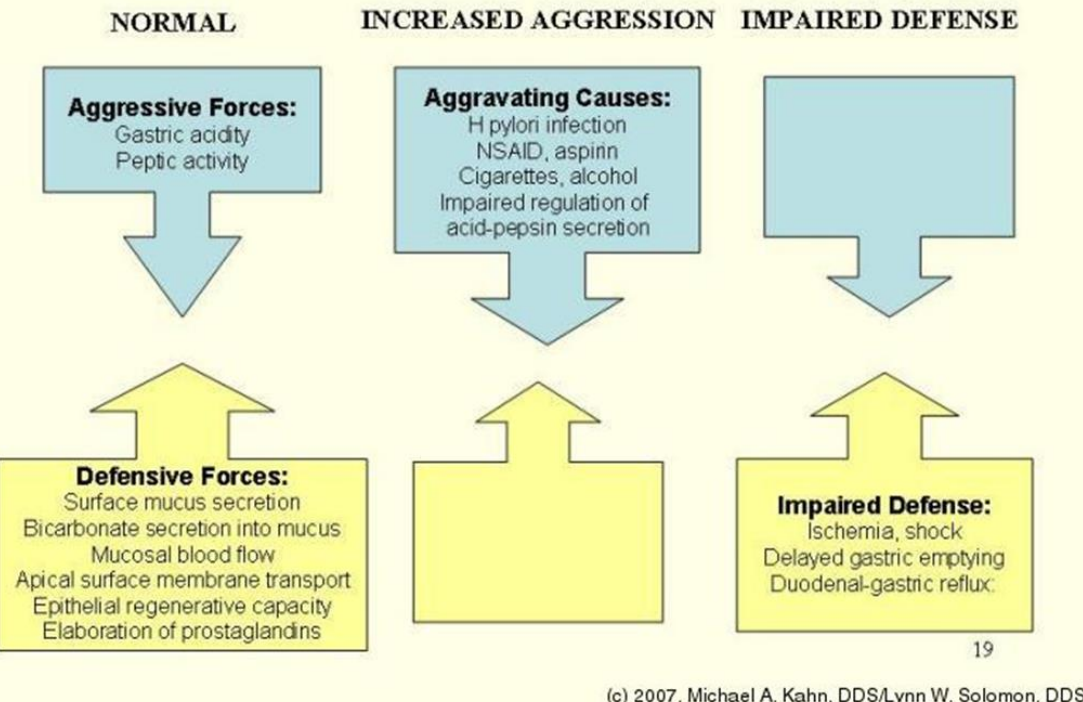 NORMAL
INCREASED AGGRESSION
IMPAIRED DEFENSE
Aggressive Forces:
Gastric acidity
Peptic activity
Aggravating Causes:
H pylori infection
NSAID, aspirin
Cigarettes, alcohol
Impaired regulation of
acid-pepsin secretion
Defensive Forces:
Surface mucus secretion
Bicarbonate secretion into mucus
Mucosal blood flow
Apical surface membrane transport
Epithelial regenerative capacity
Elaboration of prostaglandins
Impaired Defense:
Ischemia, shock
Delayed gastric emptying
Duodenal-gastric reflux:
19
(c) 2007, Michael A. Kahn, DDS/Lynn W. Solomon, DDS